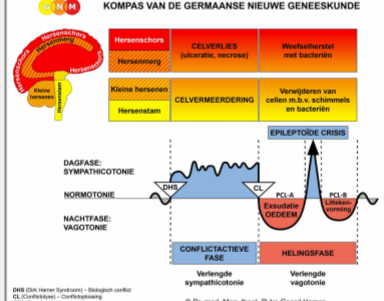 GNM
KOMPAS VAN DE GERMAANSE NIEUWE GENEESKUNDE
Hersenschors
Hersenmerg
CELVERLIES
(ulceratie, necrose)
Weefselherstel
met bacteriën
Kleine hersenen
Hersenstam
CELVERMEERDERING
Verwijderen van
cellen m.b.v. schimmels
en bacteriën
Hersenschors
Hersenmerg
Hersenschors
Kleine
hersenen
Hersenstam
EPILEPTOÏDE CRISIS
DAGFASE:
SYMPATHICOTONIE
DHS
CL
PCL-A
PCL-B
NORMOTONIE
Exsudatie
OEDEEM
Litteken-
vorming
NACHTFASE:
VAGOTONIE
CONFLICTACTIEVE
FASE
HELINGSFASE
Verlengde
sympathicotonie
Verlengde
vagotonie
DHS (Dirk Hamer Syndroom) – Biologisch conflict
CL (Conflictolyse) – Conflictoplossing